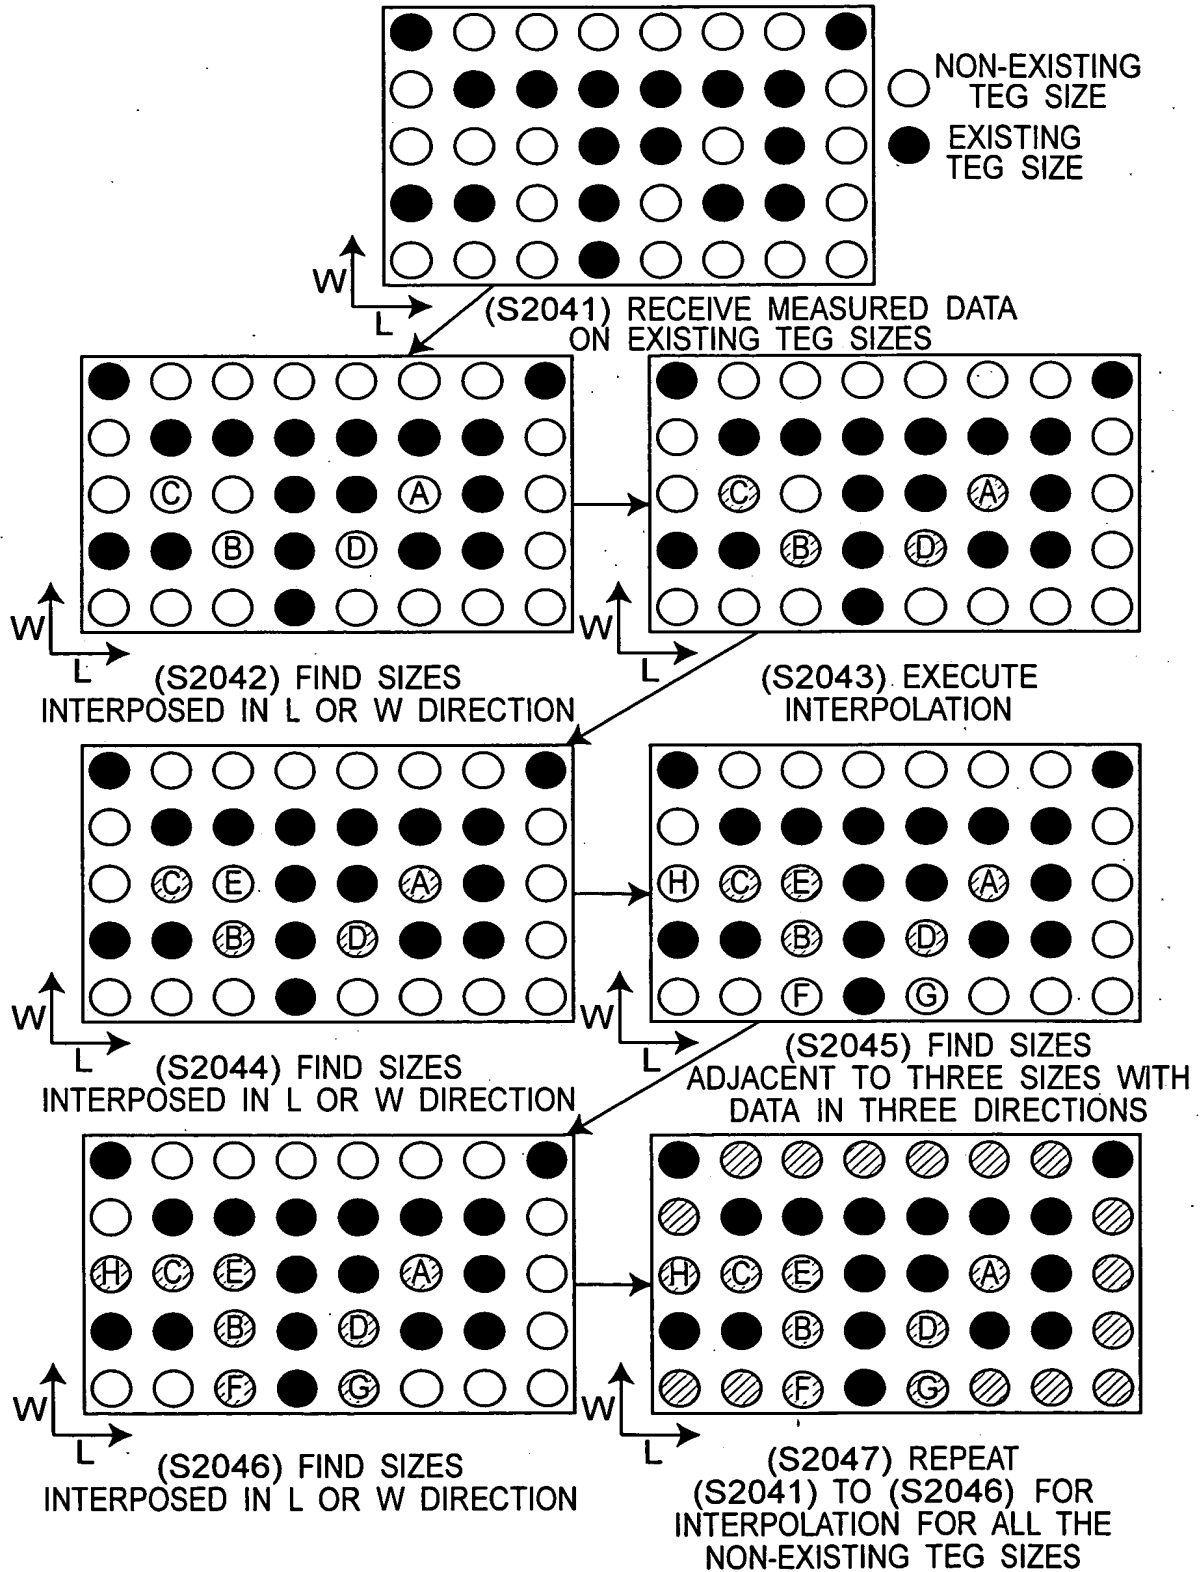 NON-EXISTING
TEG SIZE
EXISTING
TEG SIZE
W
L
(S2041) RECEIVE MEASURED DATA
ON EXISTING TEG SIZES
C
A
B
D
W
L
(S2042) FIND SIZES
INTERPOSED IN L OR W DIRECTION
C
A
B
D
W
L
(S2043) EXECUTE
INTERPOLATION
C
E
A
B
D
W
L
(S2044) FIND SIZES
INTERPOSED IN L OR W DIRECTION
H
C
E
A
B
D
F
G
W
L
(S2045) FIND SIZES
ADJACENT TO THREE SIZES WITH
DATA IN THREE DIRECTIONS
H
C
E
A
B
D
F
G
W
L
(S2046) FIND SIZES
INTERPOSED IN L OR W DIRECTION
H
C
E
A
B
D
F
G
W
L
(S2047) REPEAT
(S2041) TO (S2046) FOR
INTERPOLATION FOR ALL THE
NON-EXISTING TEG SIZES